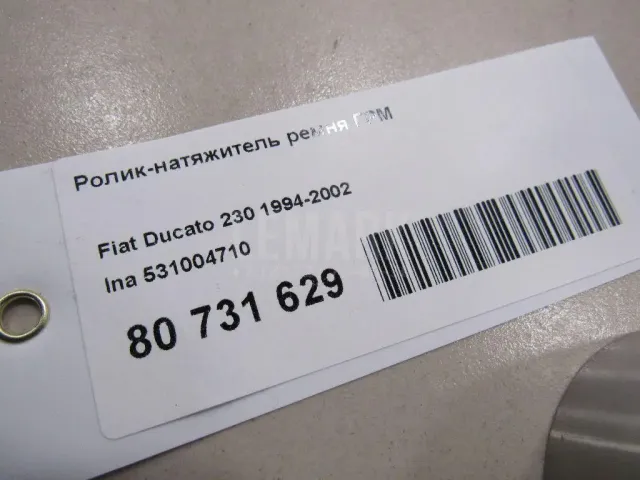 Ролик-натяжитель ремня ГРМ
Fiat Ducato 230 1994-2002
Ina 531004710
80 731 629